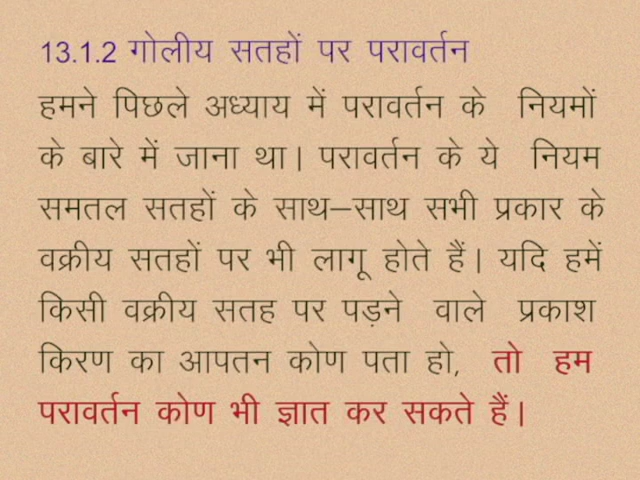 13.1.2 गोलीय सतहों पर परावर्तन
हमने पिछले अध्याय में परावर्तन के नियमों
के बारे में जाना था। परावर्तन के ये नियम
समतल सतहों के साथ–साथ सभी प्रकार के
वक्रीय सतहों पर भी लागू होते हैं। यदि हमें
किसी वक्रीय सतह पर पड़ने वाले प्रकाश
किरण का आपतन कोण पता हो, तो हम
परावर्तन कोण भी ज्ञात कर सकते हैं।